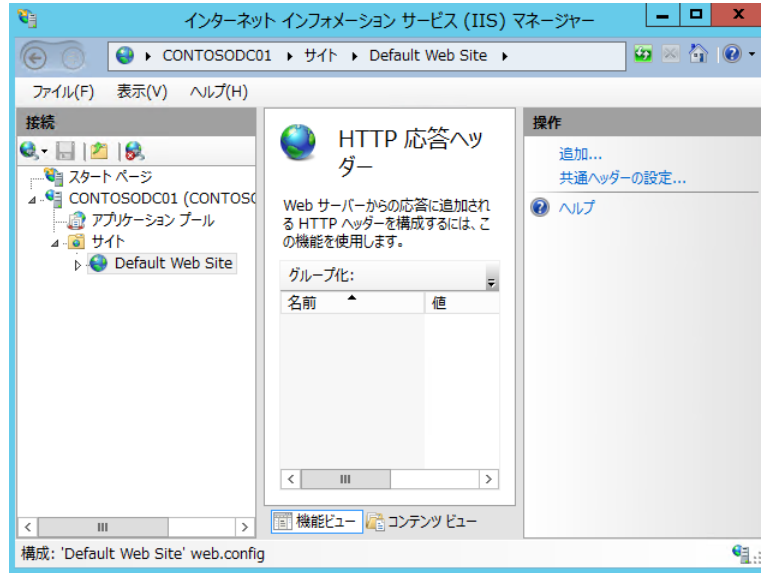 インターネット インフォメーション サービス (IIS) マネージャー
CONTOSODC01 サイト Default Web Site
ファイル(F) 表示(V) ヘルプ(H)
接続
スタート ページ
CONTOSODC01 (CONTOSO
アプリケーション プール
サイト
Default Web Site
HTTP 応答ヘッ
ダー
Web サーバーからの応答に追加され
る HTTP ヘッダーを構成するには、こ
の機能を使用します。
グループ化:
名前 値
機能ビュー コンテンツ ビュー
操作
追加...
共通ヘッダーの設定...
ヘルプ
構成: 'Default Web Site' web.config